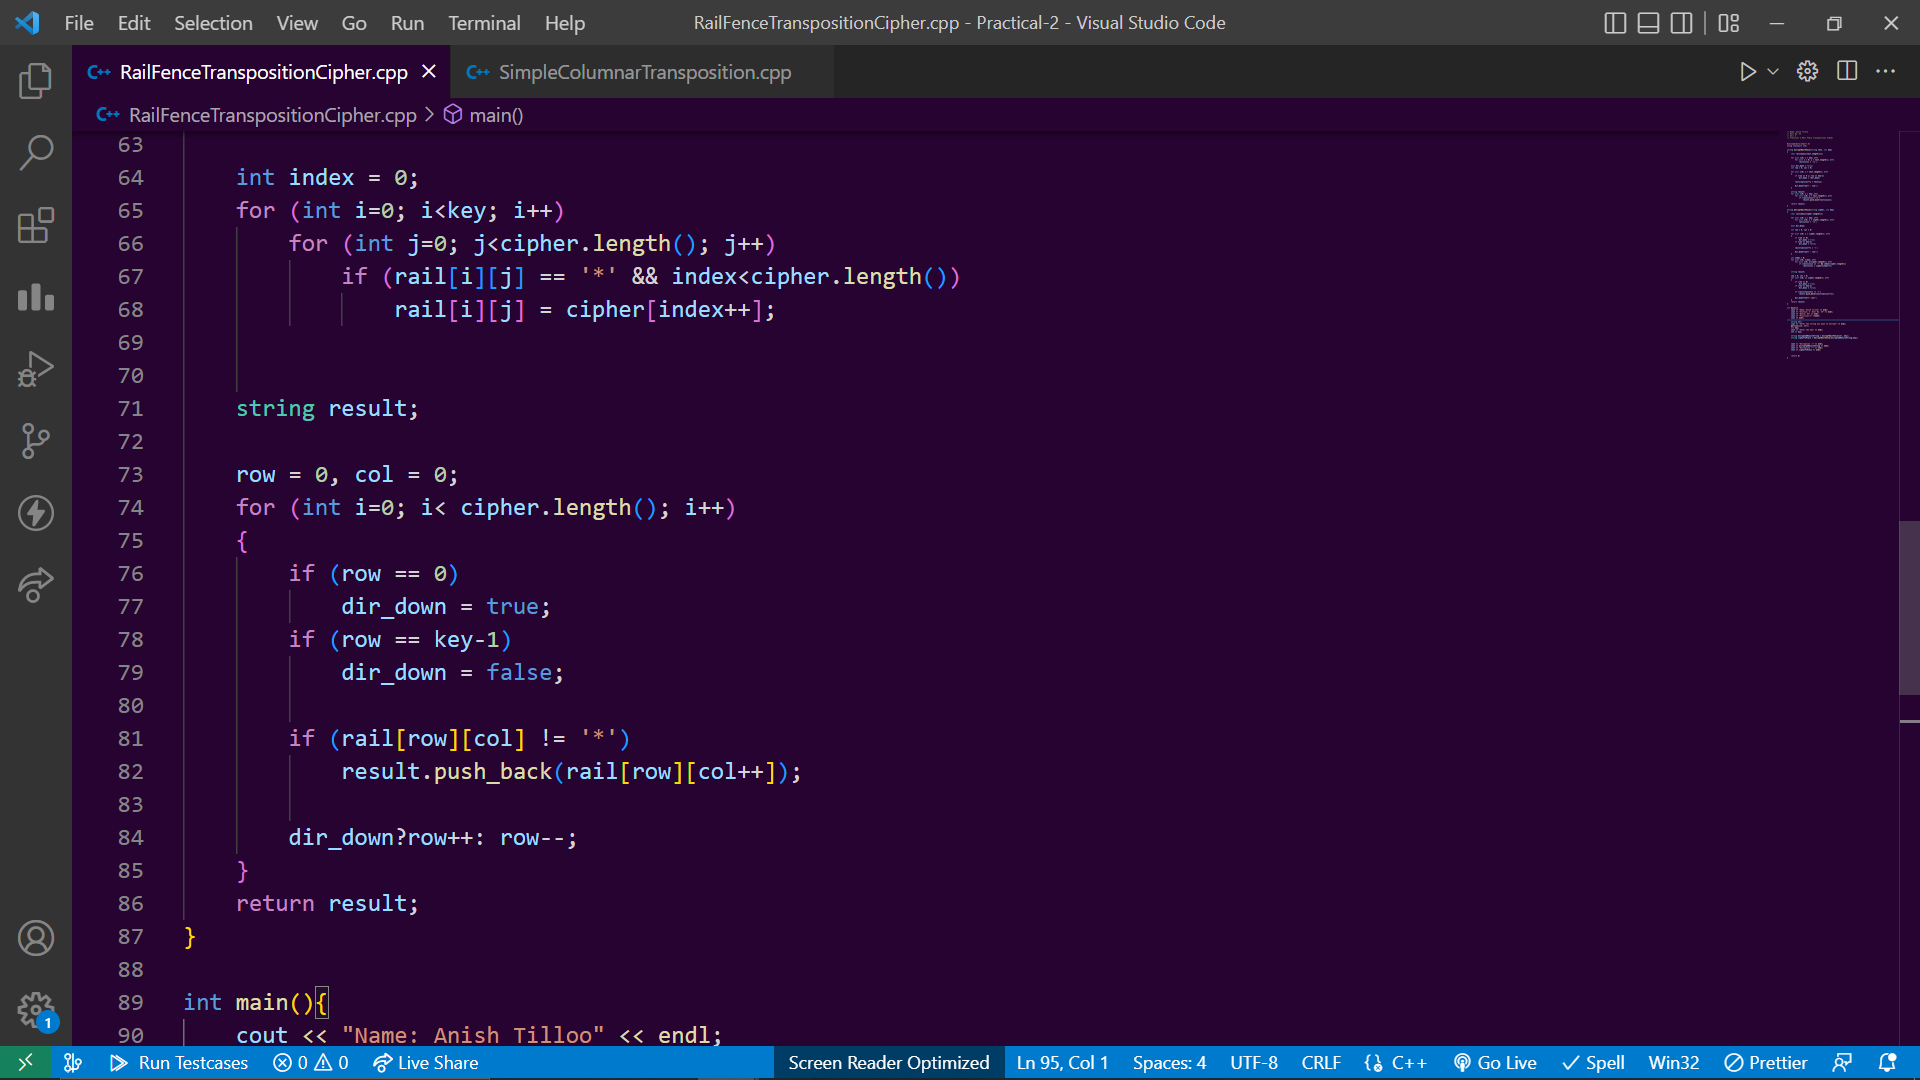 File Edit Selection View Go Run Terminal Help RailFenceTranspositionCipher.cpp - Practical-2 - Visual Studio Code
C++ RailFenceTranspositionCipher.cpp C++ SimpleColumnarTransposition.cpp
C++ RailFenceTranspositionCipher.cpp > main()
63
64 int index = 0;
65 for (int i=0; i<key; i++)
66 for (int j=0; j<cipher.length(); j++)
67 if (rail[i][j] == '*' && index<cipher.length())
68 rail[i][j] = cipher[index++];
69
70
71 string result;
72
73 row = 0, col = 0;
74 for (int i=0; i< cipher.length(); i++)
75 {
76 if (row == 0)
77 dir_down = true;
78 if (row == key-1)
79 dir_down = false;
80
81 if (rail[row][col] != '*')
82 result.push_back(rail[row][col++]);
83
84 dir_down?row++: row--;
85 }
86 return result;
87 }
88
89 int main(){
90 cout << "Name: Anish Tilloo" << endl;
1
Run Testcases 0 0 Live Share Screen Reader Optimized Ln 95, Col 1 Spaces: 4 UTF-8 CRLF C++ Go Live Spell Win32 Prettier